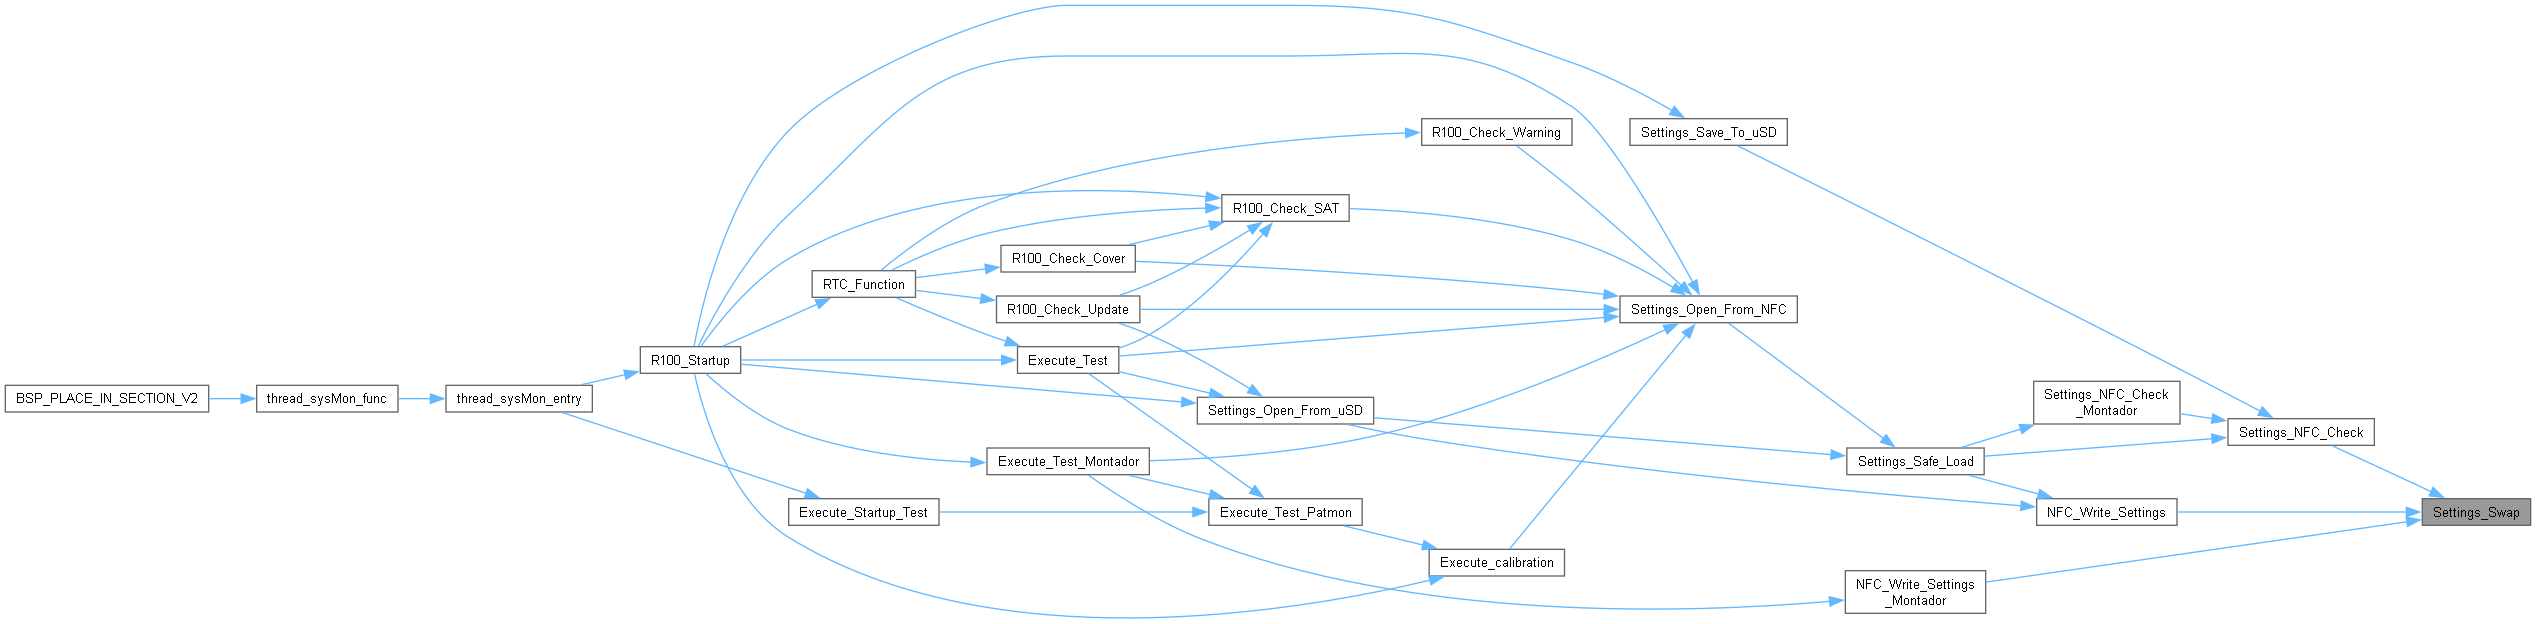 R100_Check_Warning
Settings_Save_To_uSD
R100_Check_SAT
R100_Check_Cover
RTC_Function
R100_Check_Update
Settings_Open_From_NFC
R100_Startup
Execute_Test
BSP_PLACE_IN_SECTION_V2
thread_sysMon_func
thread_sysMon_entry
Settings_Open_From_uSD
Settings_NFC_Check
_Montador
Settings_NFC_Check
Execute_Test_Montador
Settings_Safe_Load
Execute_Startup_Test
Execute_Test_Patmon
NFC_Write_Settings
Settings_Swap
Execute_calibration
NFC_Write_Settings
_Montador